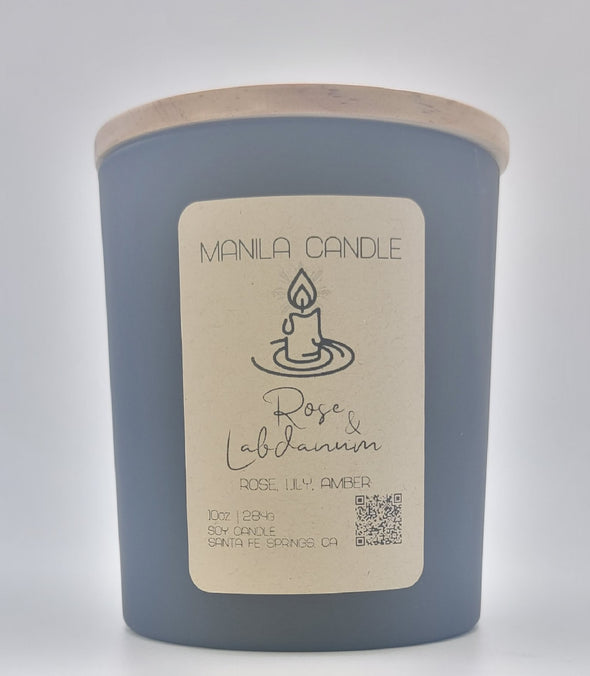 MANILA CANDLE
Rose
&
Labdanum
ROSE, LILY, AMBER
10oz | 284g
SOY CANDLE
SANTA FE SPRINGS, CA